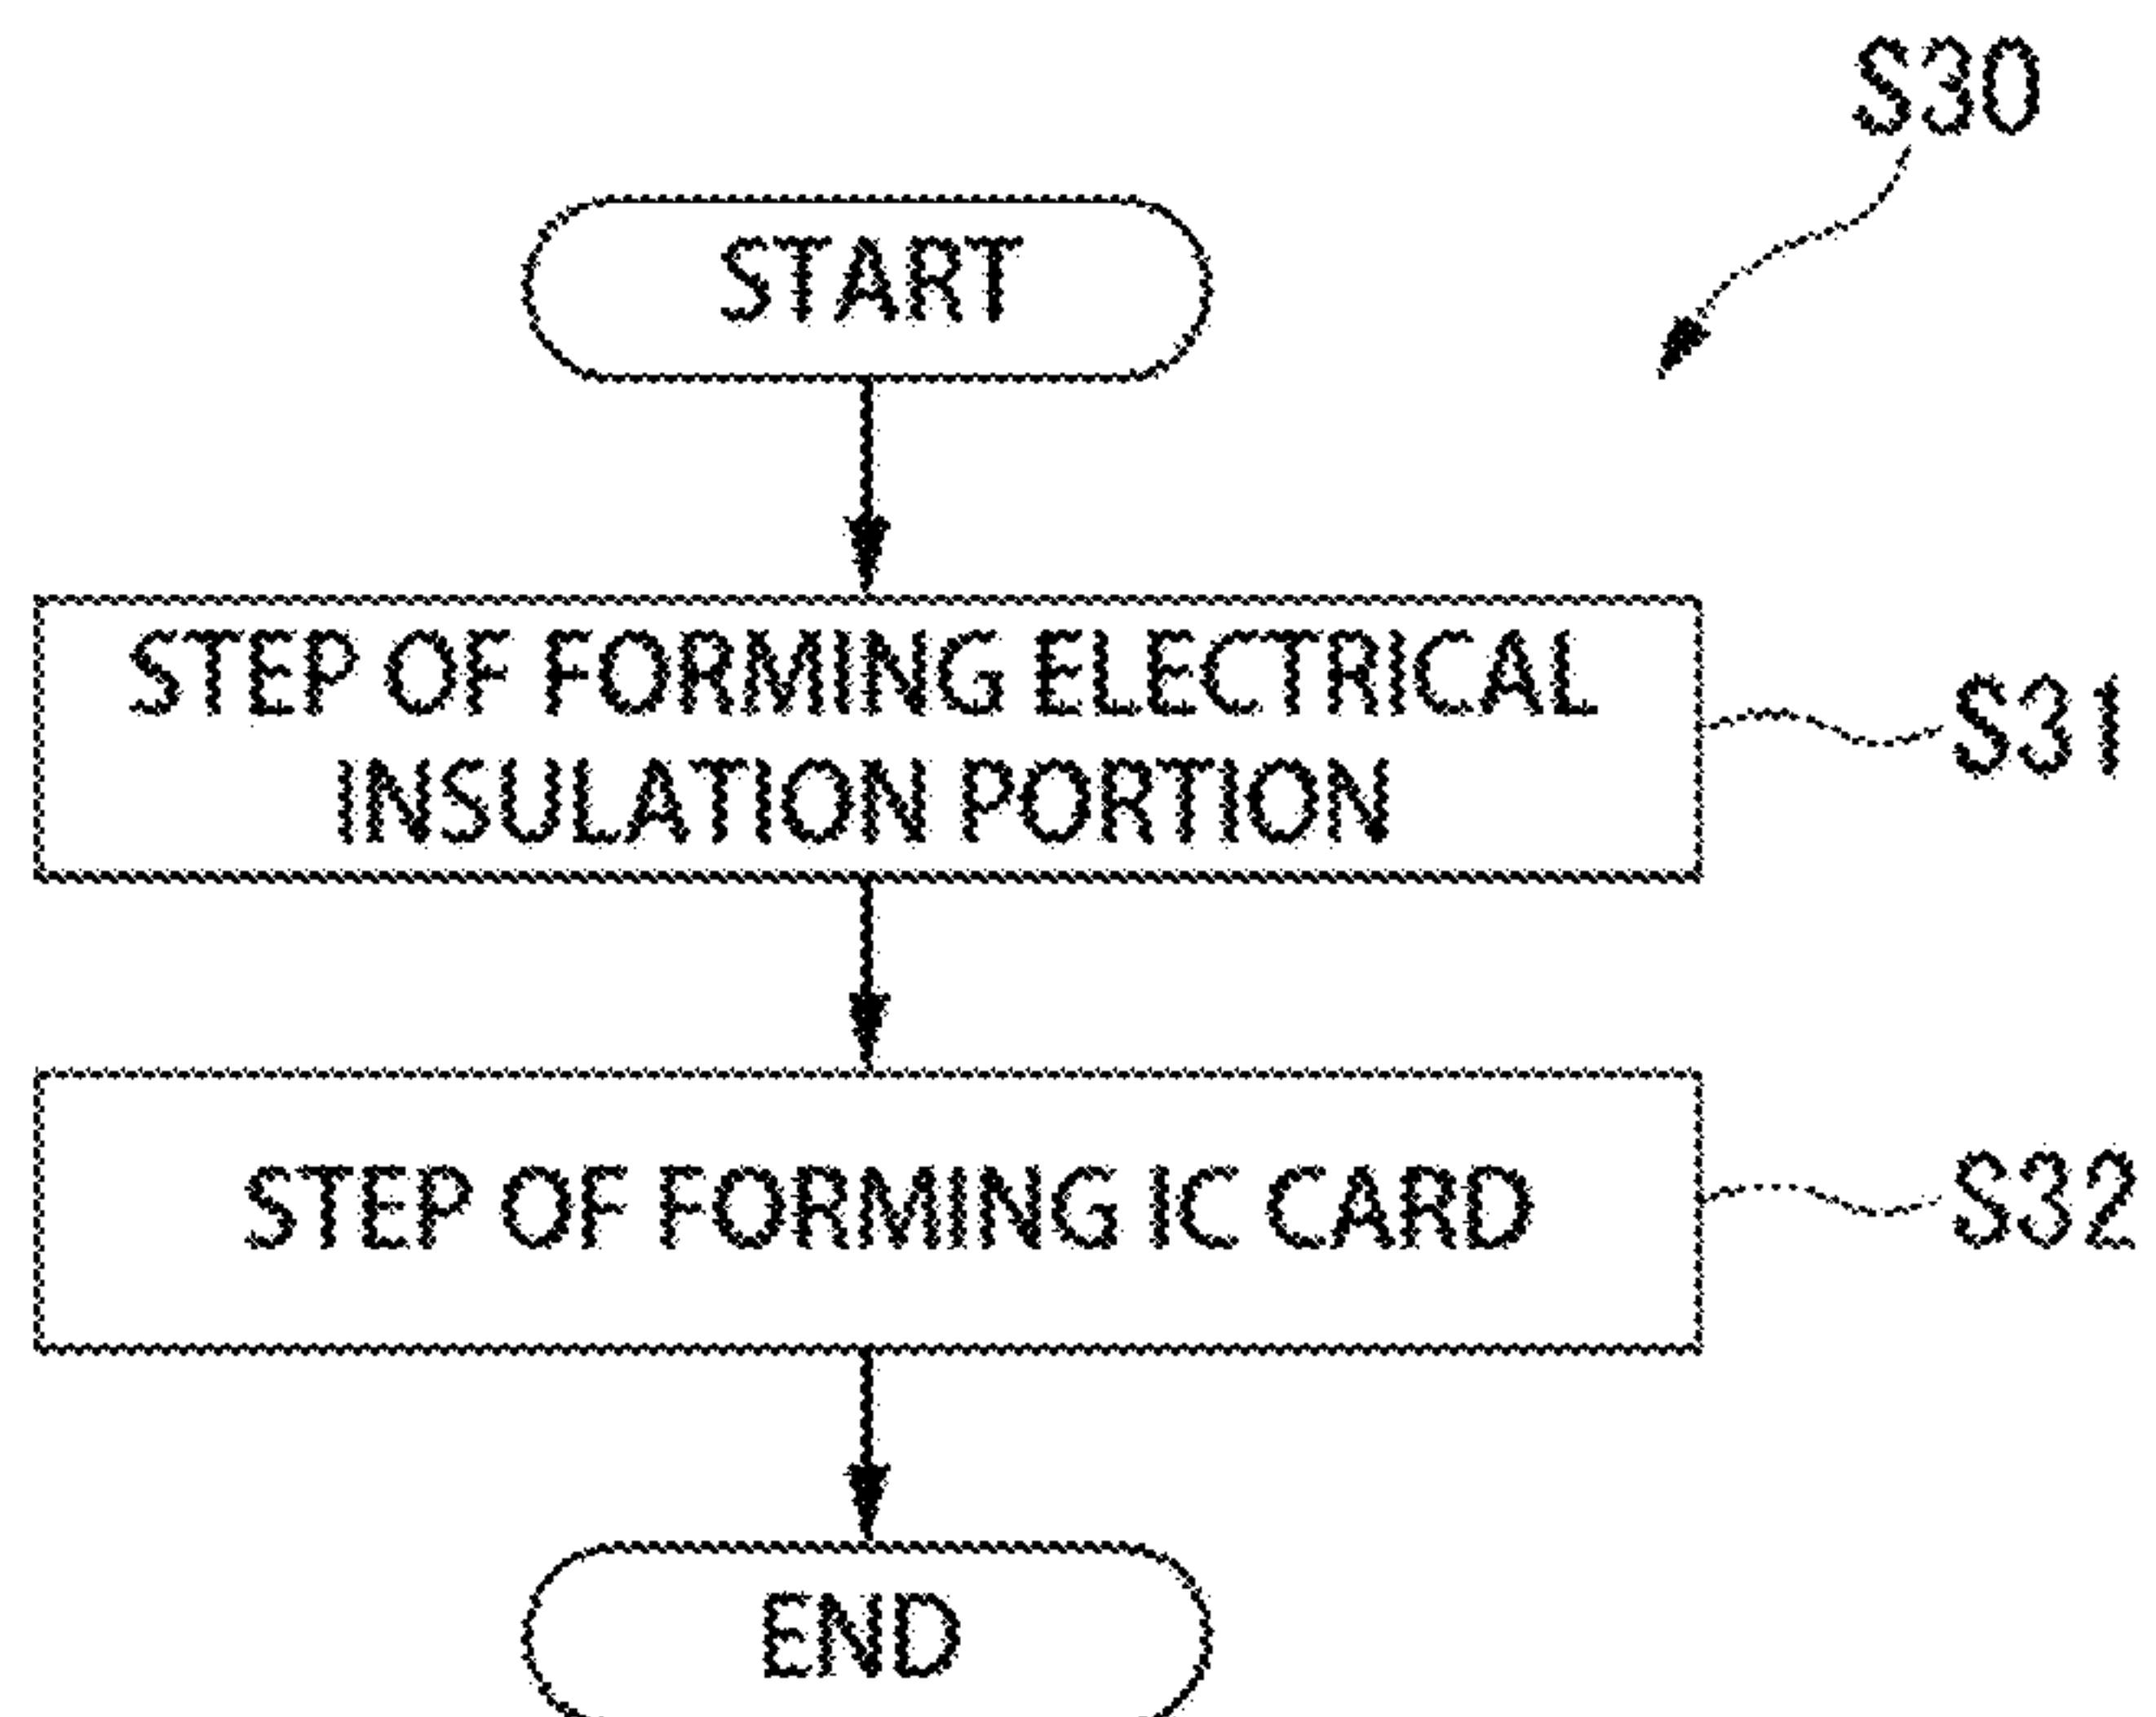 S30
START
STEP OF FORMING ELECTRICAL
INSULATION PORTION
S31
STEP OF FORMING IC CARD
S32
END